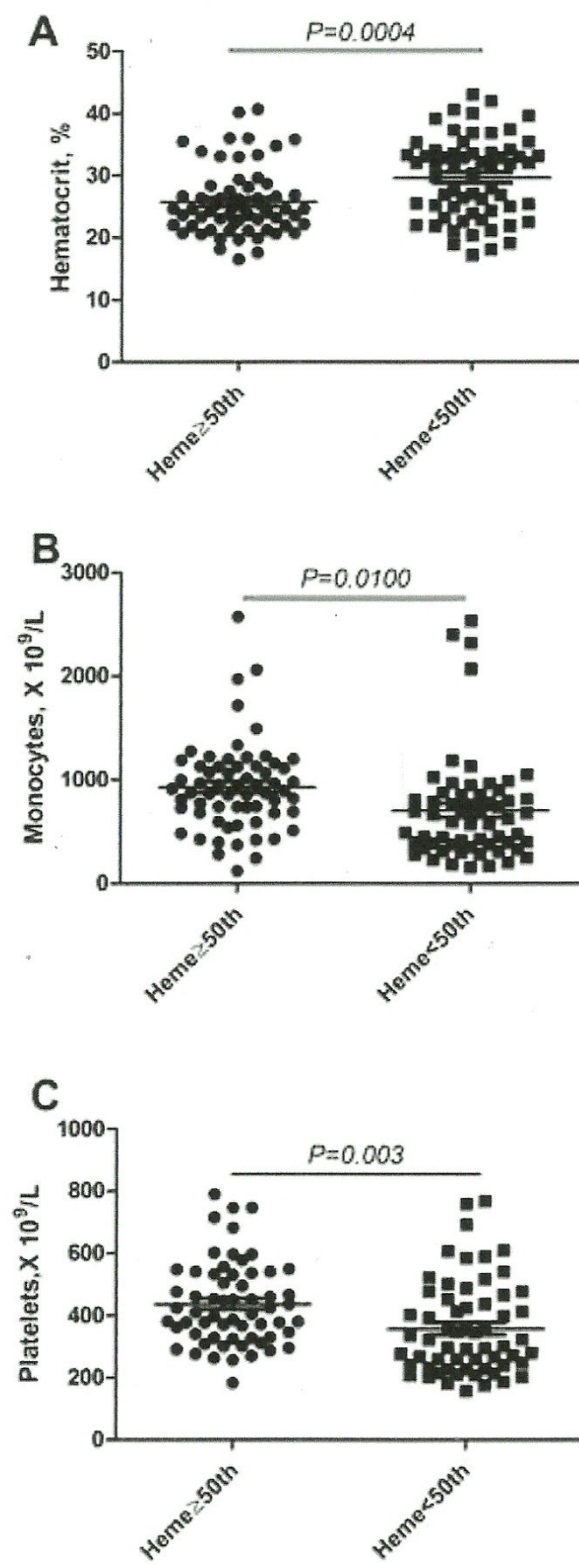 A
P=0.0004
50
40
30
20
10
0
Hematocrit, %
Heme≥50th
Heme<50th
B
P=0.0100
3000
2000
1000
0
Monocytes, X 10⁹/L
Heme≥50th
Heme<50th
C
P=0.003
1000
800
600
400
200
0
Platelets,X 10⁹/L
Heme≥50th
Heme<50th